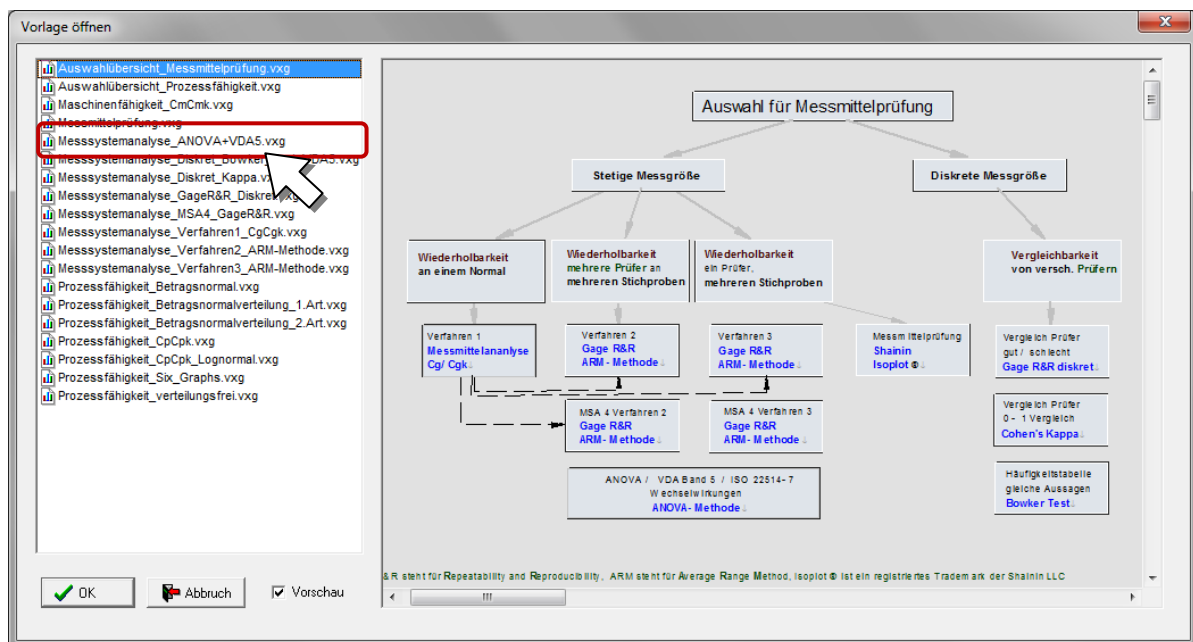 Vorlage öffnen
Auswahlübersicht_Messmittelprüfung.vxg
Auswahlübersicht_Prozessfähigkeit.vxg
Maschinenfähigkeit_CmCmk.vxg
Messmittelprüfung.vxg
Messsystemanalyse_ANOVA+VDA5.vxg
Messsystemanalyse_Diskret_Bowker VDA5.vxg
Messsystemanalyse_Diskret_Kappa.v
Messsystemanalyse_GageR&R_Diskret xg
Messsystemanalyse_MSA4_GageR&R.vxg
Messsystemanalyse_Verfahren1_CgCgk.vxg
Messsystemanalyse_Verfahren2_ARM-Methode.vxg
Messsystemanalyse_Verfahren3_ARM-Methode.vxg
Prozessfähigkeit_Betragsnormal.vxg
Prozessfähigkeit_Betragsnormalverteilung_1.Art.vxg
Prozessfähigkeit_Betragsnormalverteilung_2.Art.vxg
Prozessfähigkeit_CpCpk.vxg
Prozessfähigkeit_CpCpk_Lognormal.vxg
Prozessfähigkeit_Six_Graphs.vxg
Prozessfähigkeit_verteilungsfrei.vxg
OK
Abbruch
Vorschau
Auswahl für Messmittelprüfung
Stetige Messgröße
Diskrete Messgröße
Wiederholbarkeit
an einem Normal
Wiederholbarkeit
mehrere Prüfer an
mehreren Stichproben
Wiederholbarkeit
ein Prüfer,
mehreren Stichproben
Vergleichbarkeit
von versch. Prüfern
Verfahren 1
Messmittelananlyse
Cg/ Cgk↓
Verfahren 2
Gage R&R
ARM- Methode↓
Verfahren 3
Gage R&R
ARM- Methode↓
Messmittelprüfung
Shainin
Isoplot ®↓
Vergleich Prüfer
gut / schlecht
Gage R&R diskret↓
MSA 4 Verfahren 2
Gage R&R
ARM- Methode↓
MSA 4 Verfahren 3
Gage R&R
ARM- Methode↓
Vergleich Prüfer
0 - 1 Vergleich
Cohen's Kappa↓
ANOVA / VDA Band 5 / ISO 22514- 7
Wechselwirkungen
ANOVA- Methode↓
Häufigkeitstabelle
gleiche Aussagen
Bowker Test↓
& R steht für Repeatability and Reproducibility, ARM steht für Average Range Method, Isoplot ® ist ein registriertes Trademark der Shainin LLC